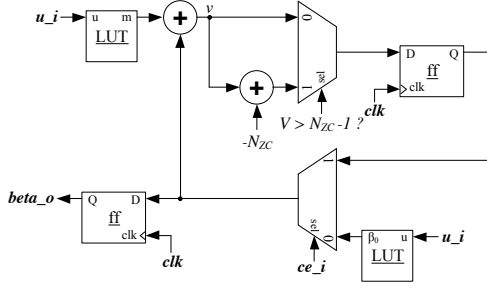 u_i
u m
LUT
v
0
1
sel
-N_ZC
V > N_ZC -1 ?
D Q
ff
clk
clk
beta_o
Q D
ff
clk
clk
1
0
sel
ce_i
β₀ u
LUT
u_i